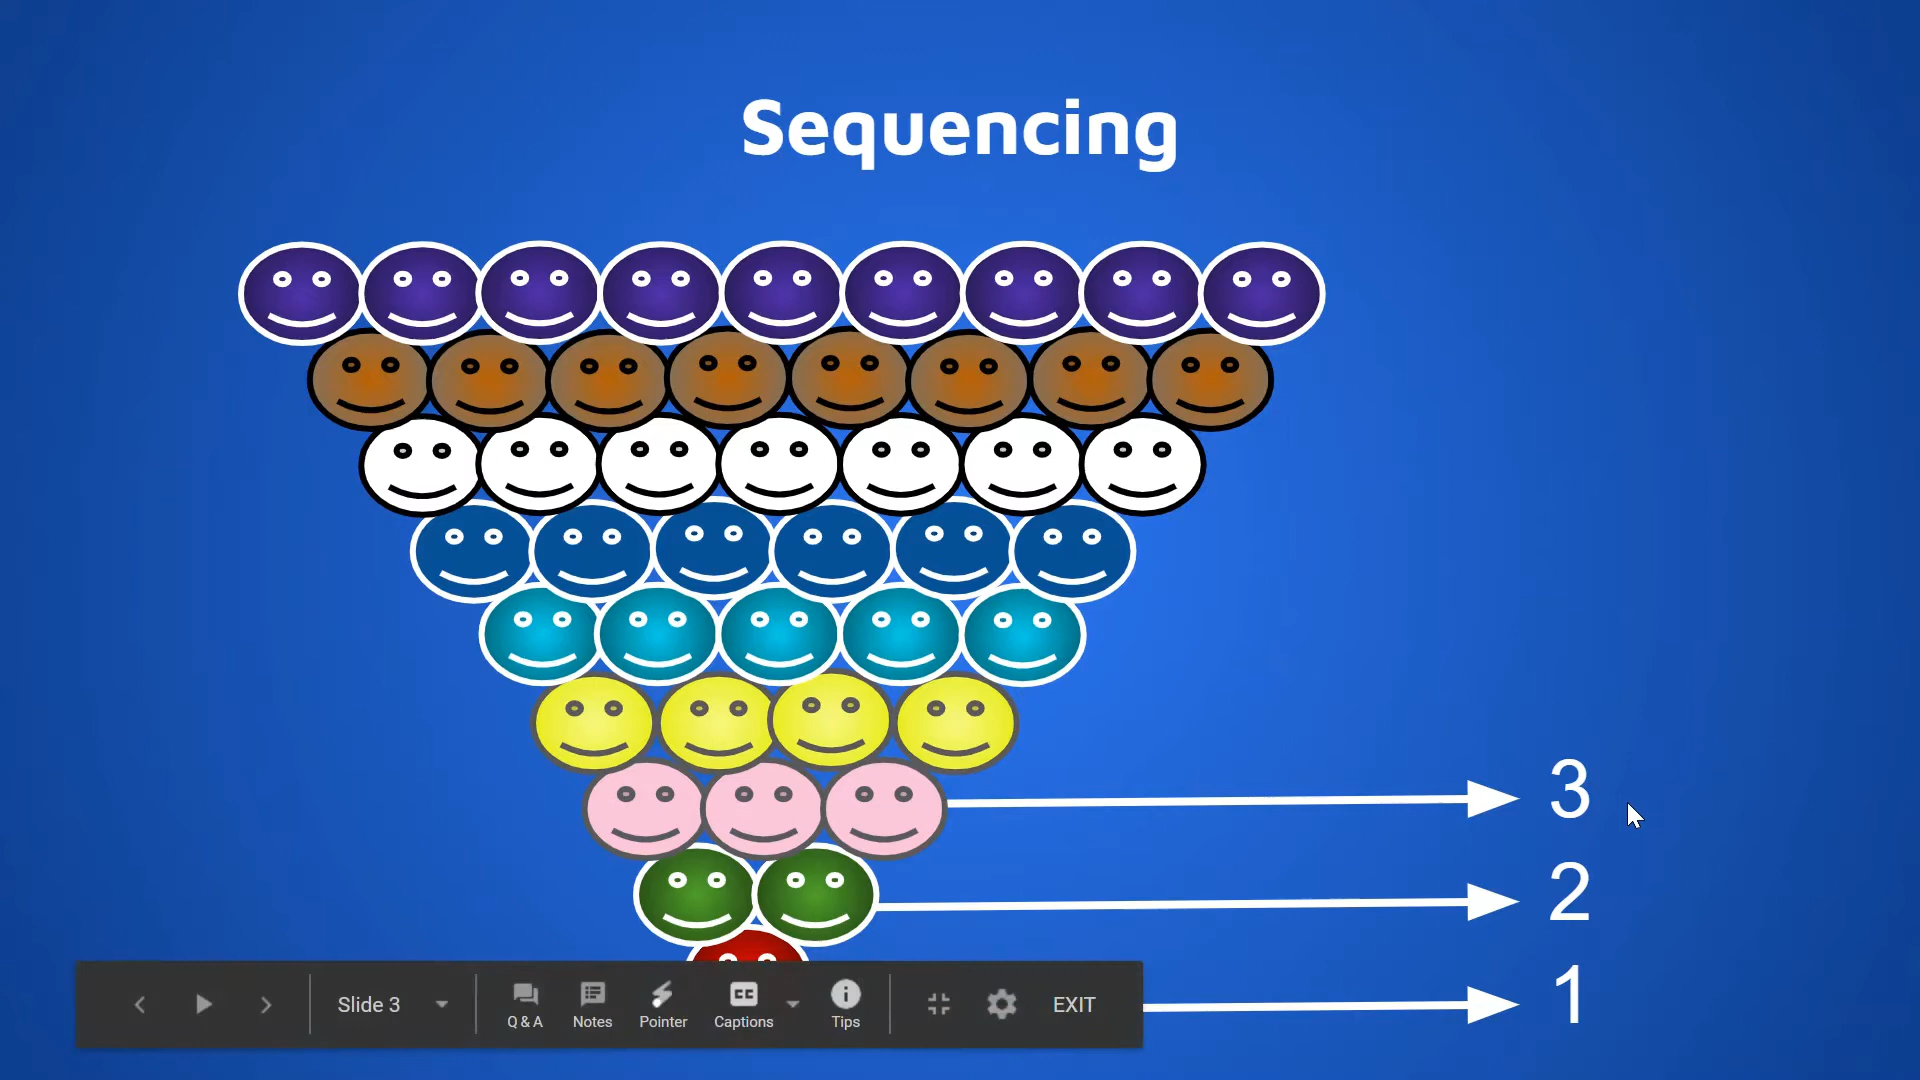 Sequencing
3
2
1
Slide 3
Q & A
Notes
Pointer
Captions
Tips
EXIT